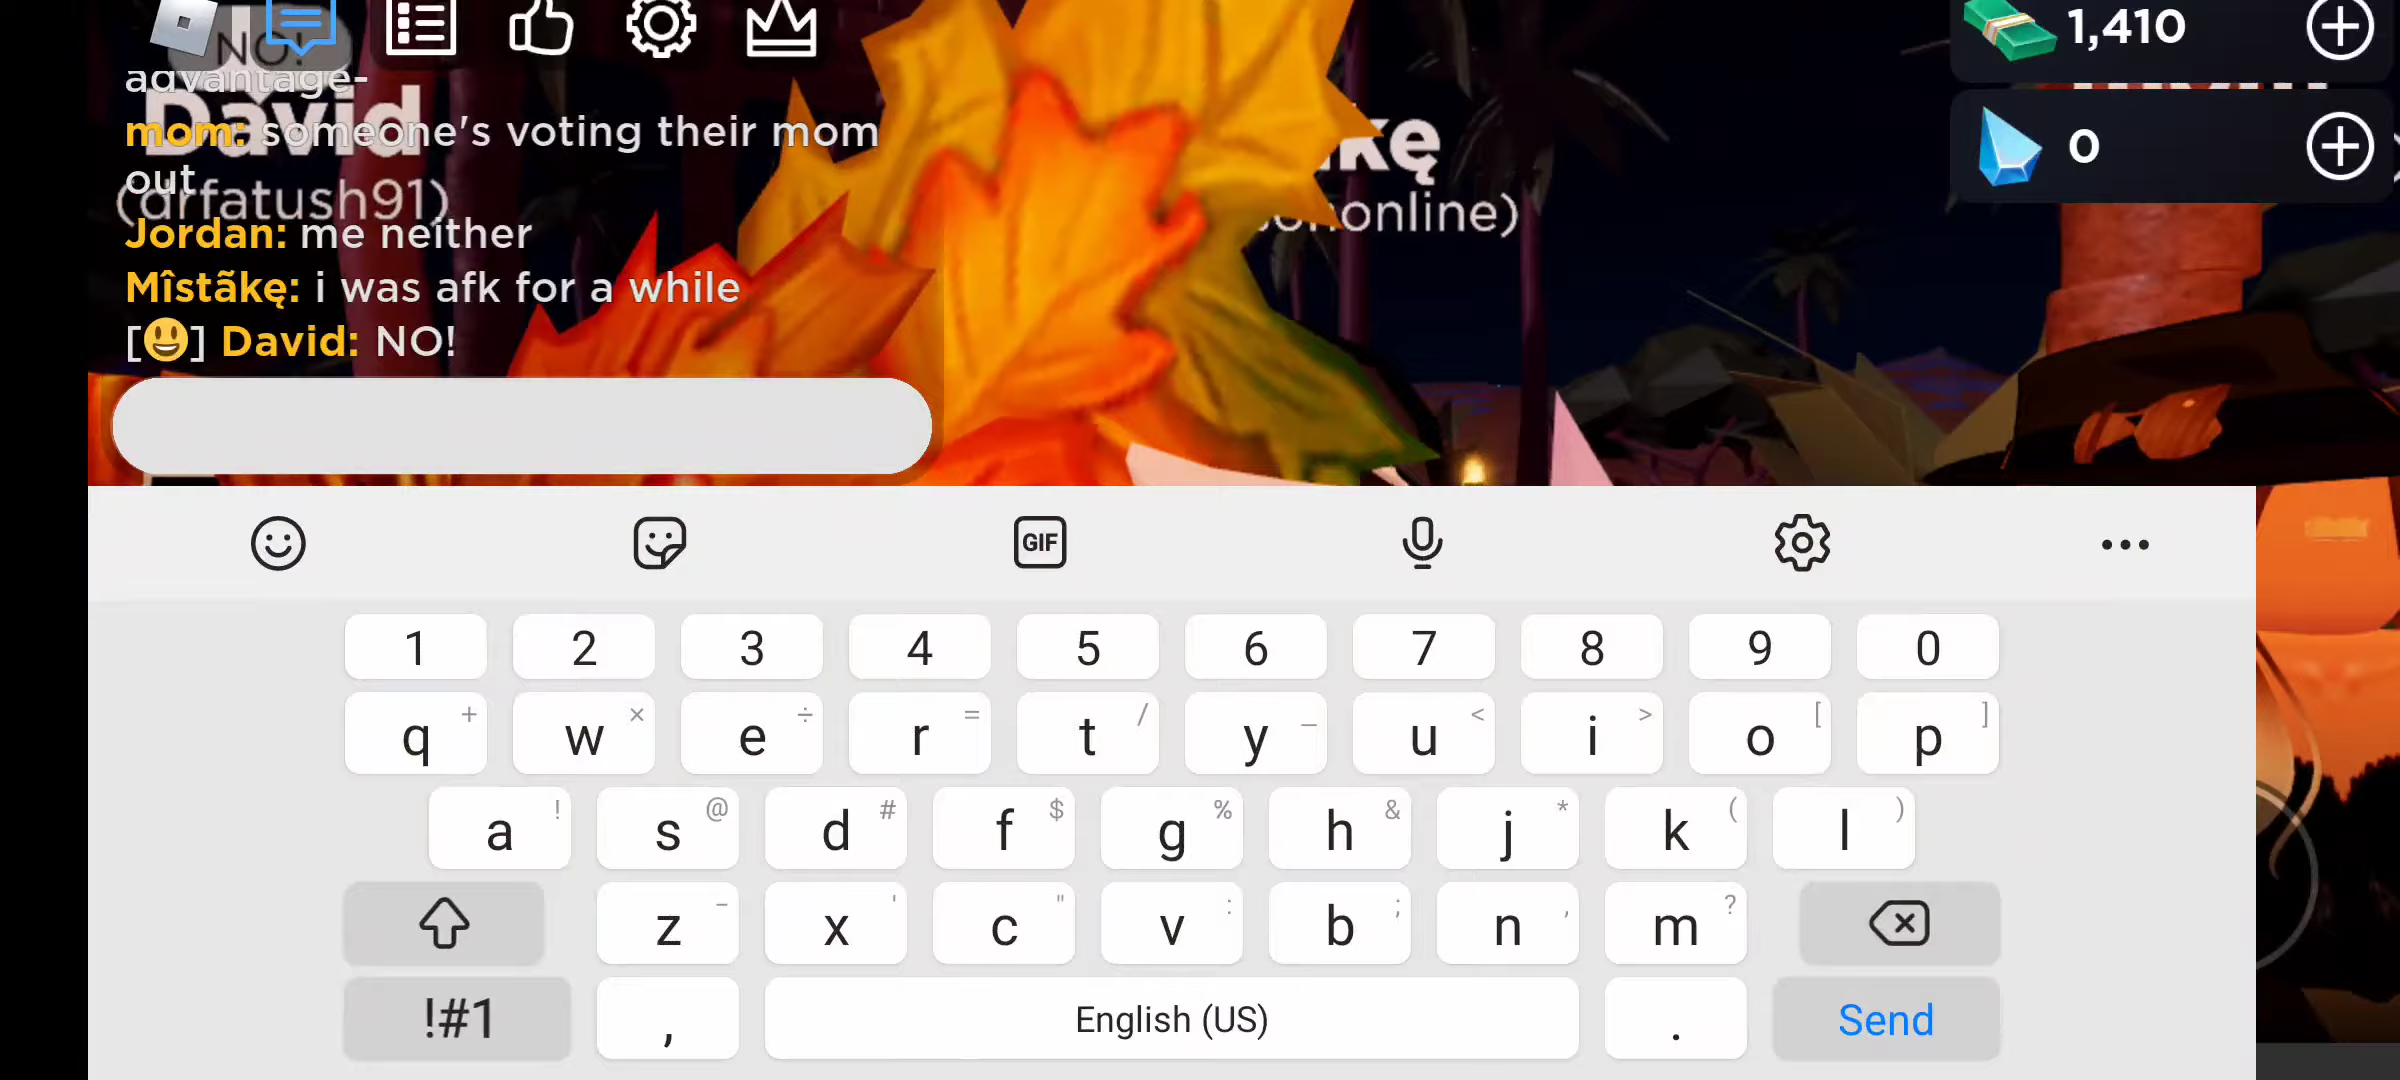 NO!
1,410
advantage-
David
mom: someone's voting their mom
out
(drfatush91)
0
online)
Jordan: me neither
Mîstãkę: i was afk for a while
[😃] David: NO!
GIF
1 2 3 4 5 6 7 8 9 0
q + w × e ÷ r = t / y _ u < i > o [ p ]
a ! s @ d # f $ g % h & j * k ( l )
z - x ' c " v : b ; n , m ?
!#1 , English (US) . Send